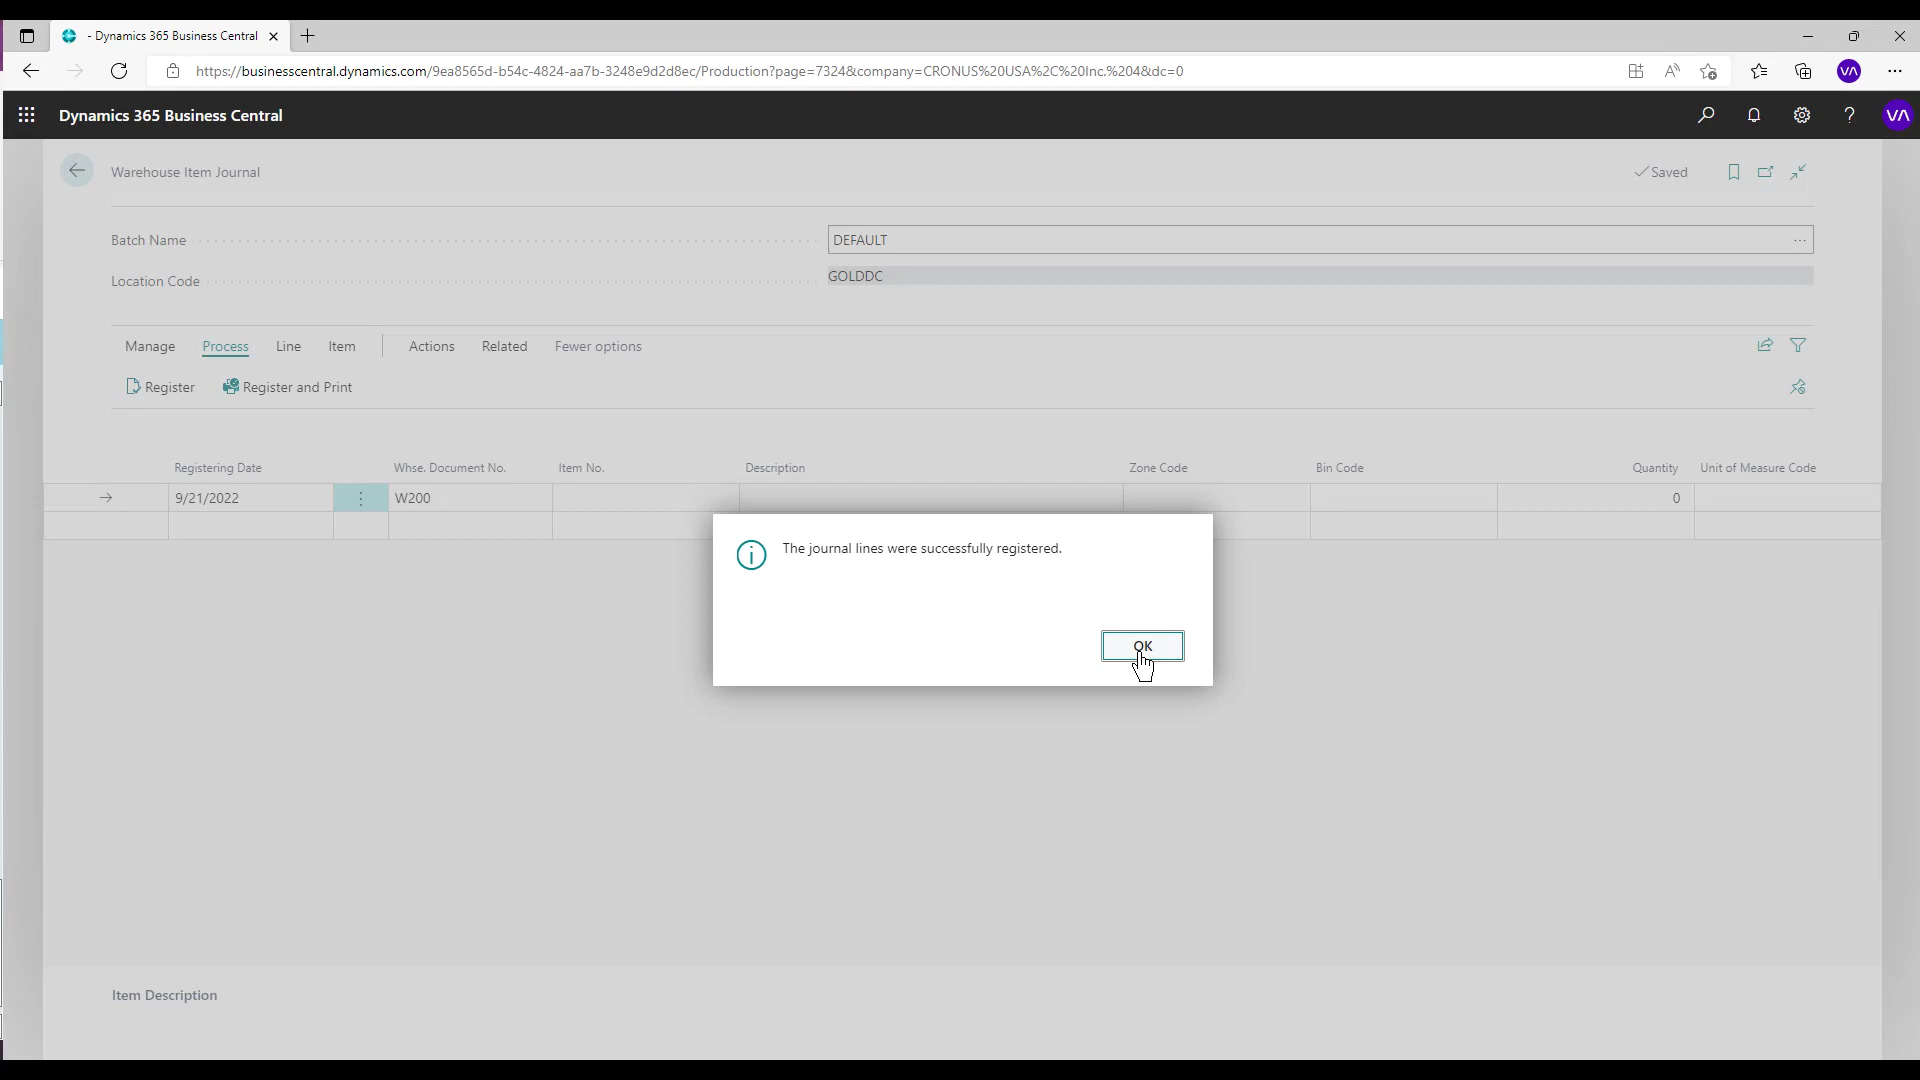 - Dynamics 365 Business Central
https://businesscentral.dynamics.com/9ea8565d-b54c-4824-aa7b-3248e9d2d8ec/Production?page=7324&company=CRONUS%20USA%2C%20Inc.%204&dc=0
VA
Dynamics 365 Business Central
VA
Warehouse Item Journal
Saved
Batch Name
DEFAULT
Location Code
GOLDDC
Manage Process Line Item Actions Related Fewer options
Register Register and Print
Registering Date Whse. Document No. Item No. Description Zone Code Bin Code Quantity Unit of Measure Code
9/21/2022 W200 0
The journal lines were successfully registered.
OK
Item Description